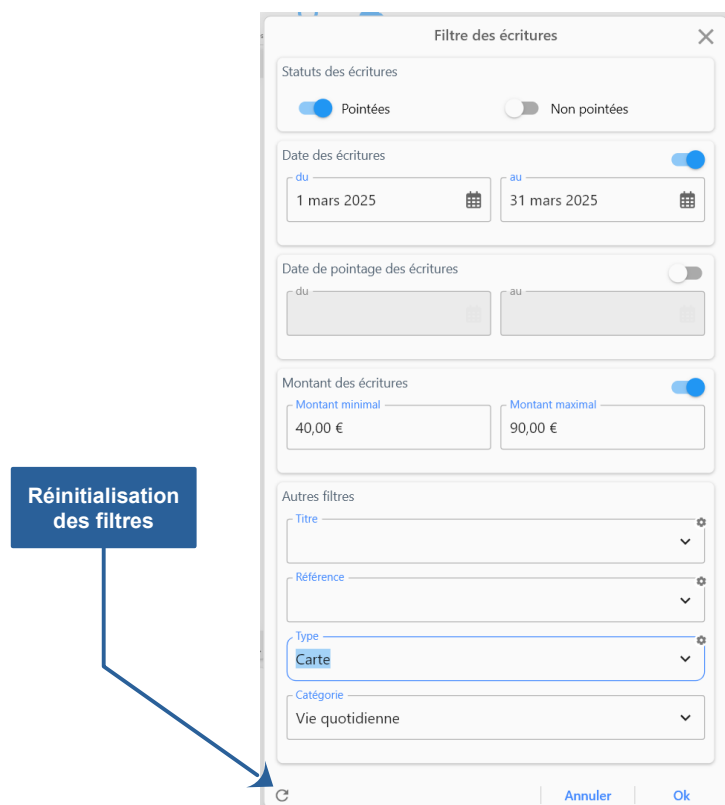 Filtre des écritures
Statuts des écritures
Pointées
Non pointées
Date des écritures
du
au
1 mars 2025
31 mars 2025
Date de pointage des écritures
du
au
Montant des écritures
Montant minimal
Montant maximal
40,00 €
90,00 €
Réinitialisation
des filtres
Autres filtres
Titre
Référence
Type
Carte
Catégorie
Vie quotidienne
Annuler
Ok